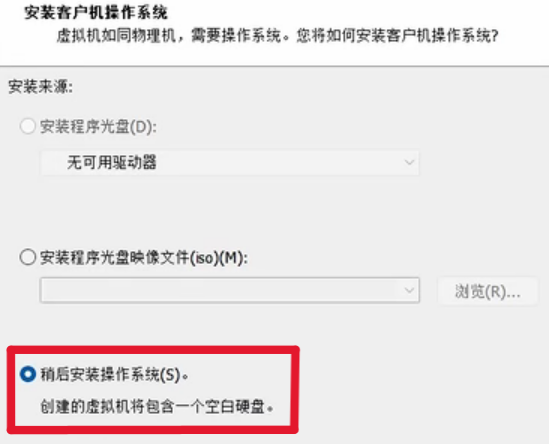 安装客户机操作系统
虚拟机如同物理机，需要操作系统。您将如何安装客户机操作系统?
安装来源:
安装程序光盘(D):
无可用驱动器
安装程序光盘映像文件(iso)(M):
浏览(R)...
稍后安装操作系统(S)。
创建的虚拟机将包含一个空白硬盘。